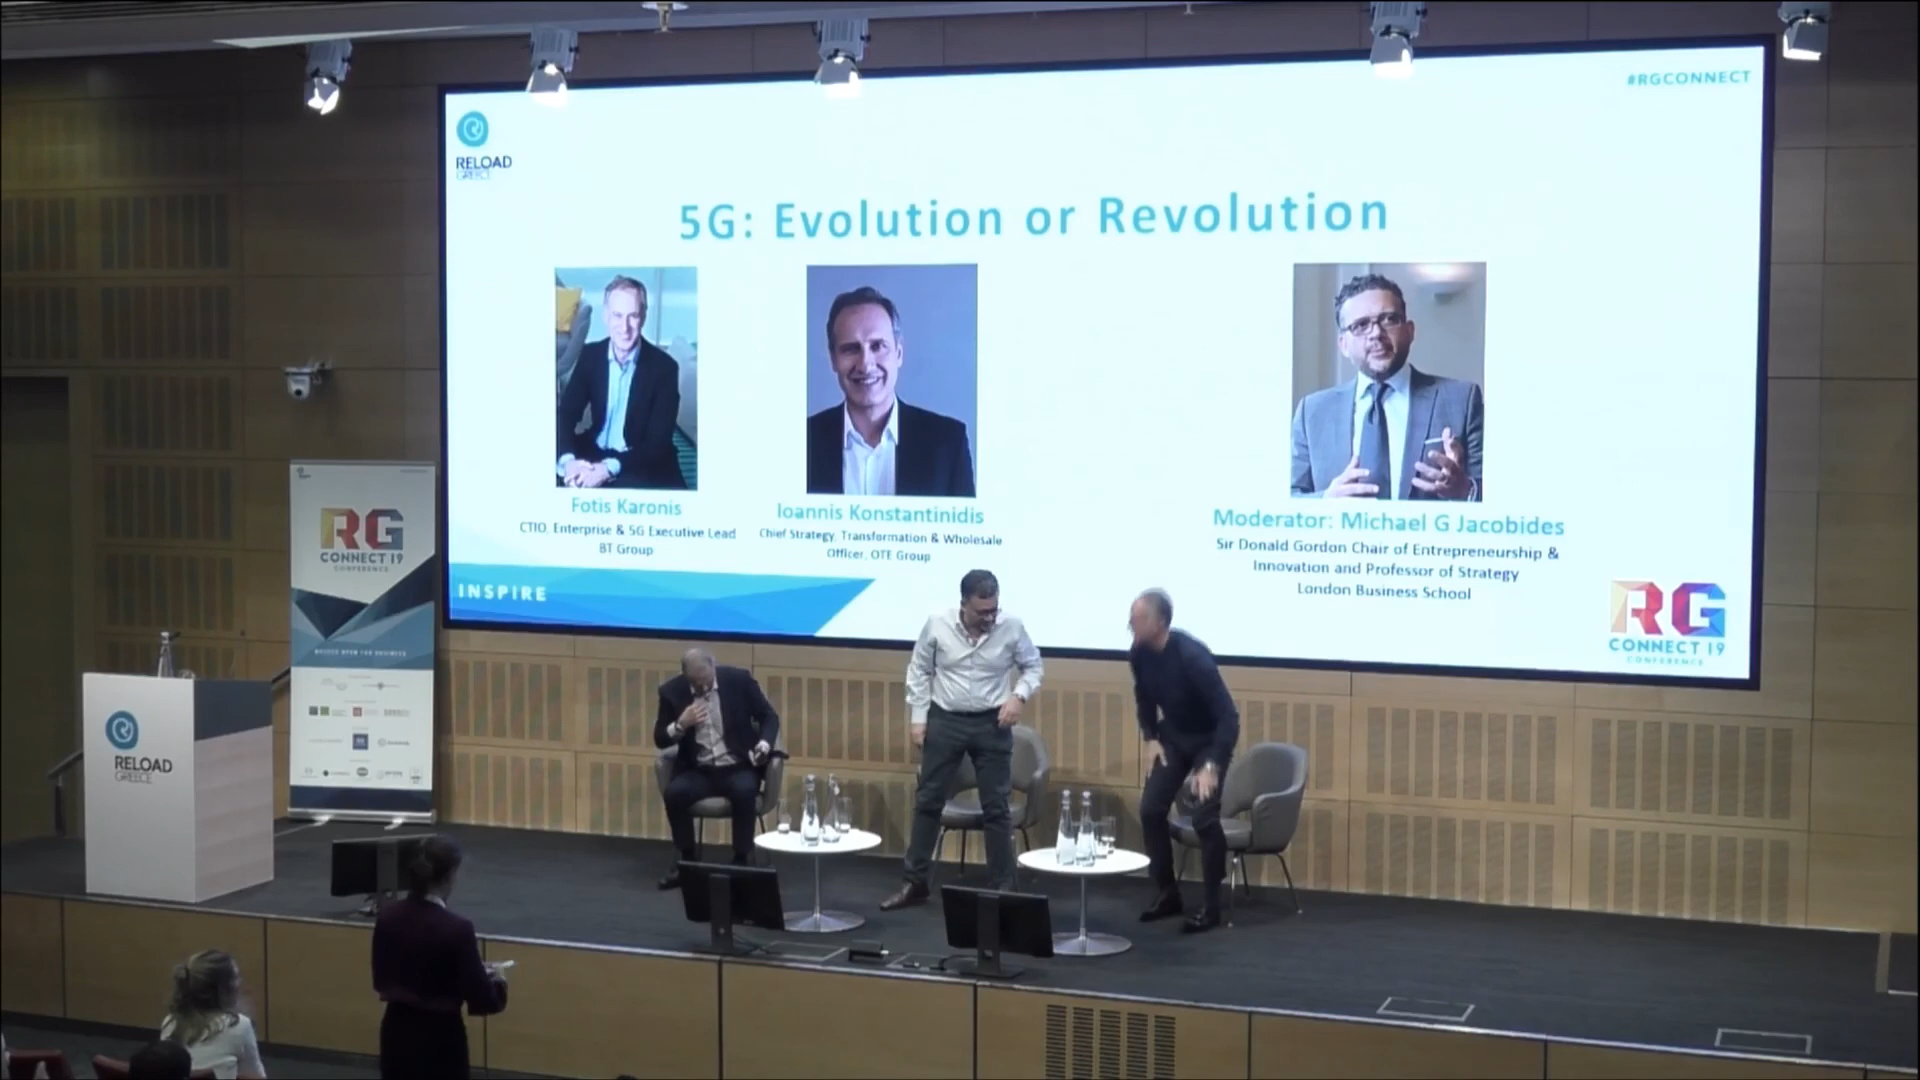 #RGCONNECT
RELOAD
GREECE
5G: Evolution or Revolution
Fotis Karonis
CTIO, Enterprise & 5G Executive Lead
BT Group
Ioannis Konstantinidis
Chief Strategy, Transformation & Wholesale
Officer, OTE Group
Moderator: Michael G Jacobides
Sir Donald Gordon Chair of Entrepreneurship &
Innovation and Professor of Strategy
London Business School
INSPIRE
RG
CONNECT 19
CONFERENCE
RG
CONNECT 19
CONFERENCE
RELOAD
GREECE